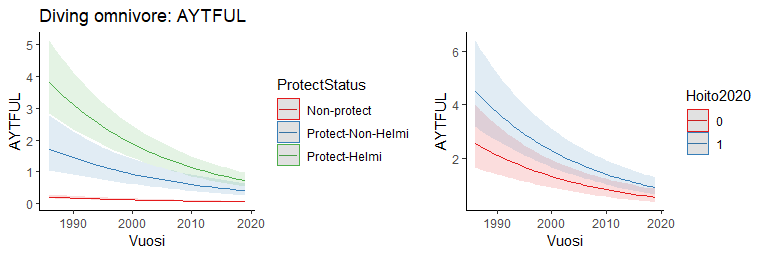 Diving omnivore: AYTFUL
AYTFUL
5
4
3
2
1
0
1990 2000 2010 2020
Vuosi
ProtectStatus
Non-protect
Protect-Non-Helmi
Protect-Helmi
AYTFUL
6
4
2
1990 2000 2010 2020
Vuosi
Hoito2020
0
1